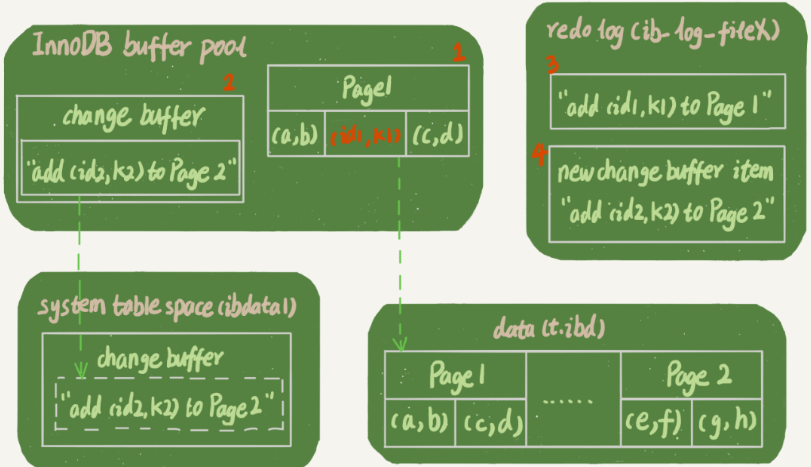 InnoDB buffer pool
2
change buffer
"add (id2,k2) to Page 2"
1
Page1
(a,b) (id1,k1) (c,d)
redo log (ib-log-fileX)
3
"add (id1,k1) to Page 1"
4
new change buffer item
"add (id2,k2) to Page 2"
system table space (ibdata1)
change buffer
"add (id2,k2) to Page 2"
data (t.ibd)
Page 1 ...... Page 2
(a,b) (c,d) (e,f) (g,h)